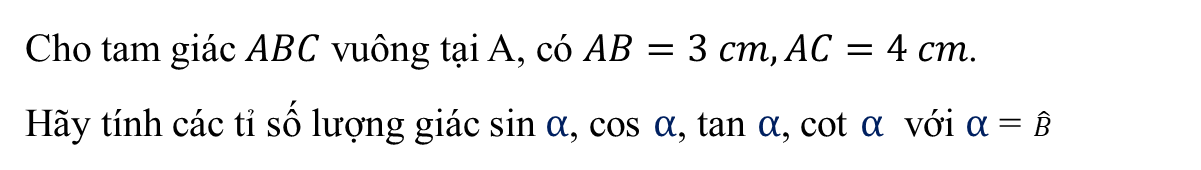 Cho tam giác ABC vuông tại A, có AB = 3 cm, AC = 4 cm.
Hãy tính các tỉ số lượng giác sin α, cos α, tan α, cot α với α = B̂